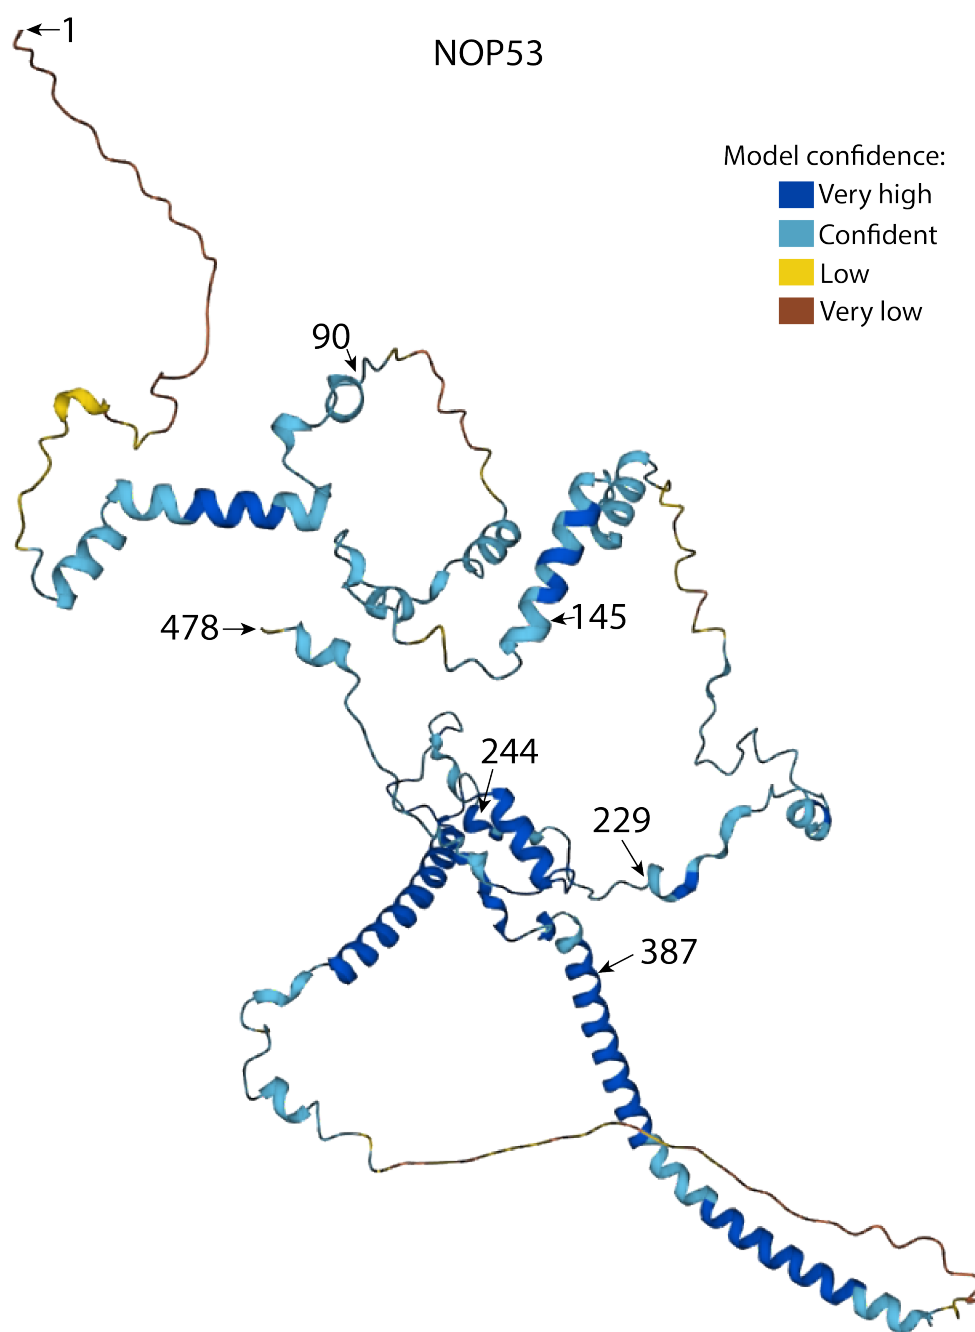 1
NOP53
Model confidence:
Very high
Confident
Low
Very low
90
145
478
244
229
387